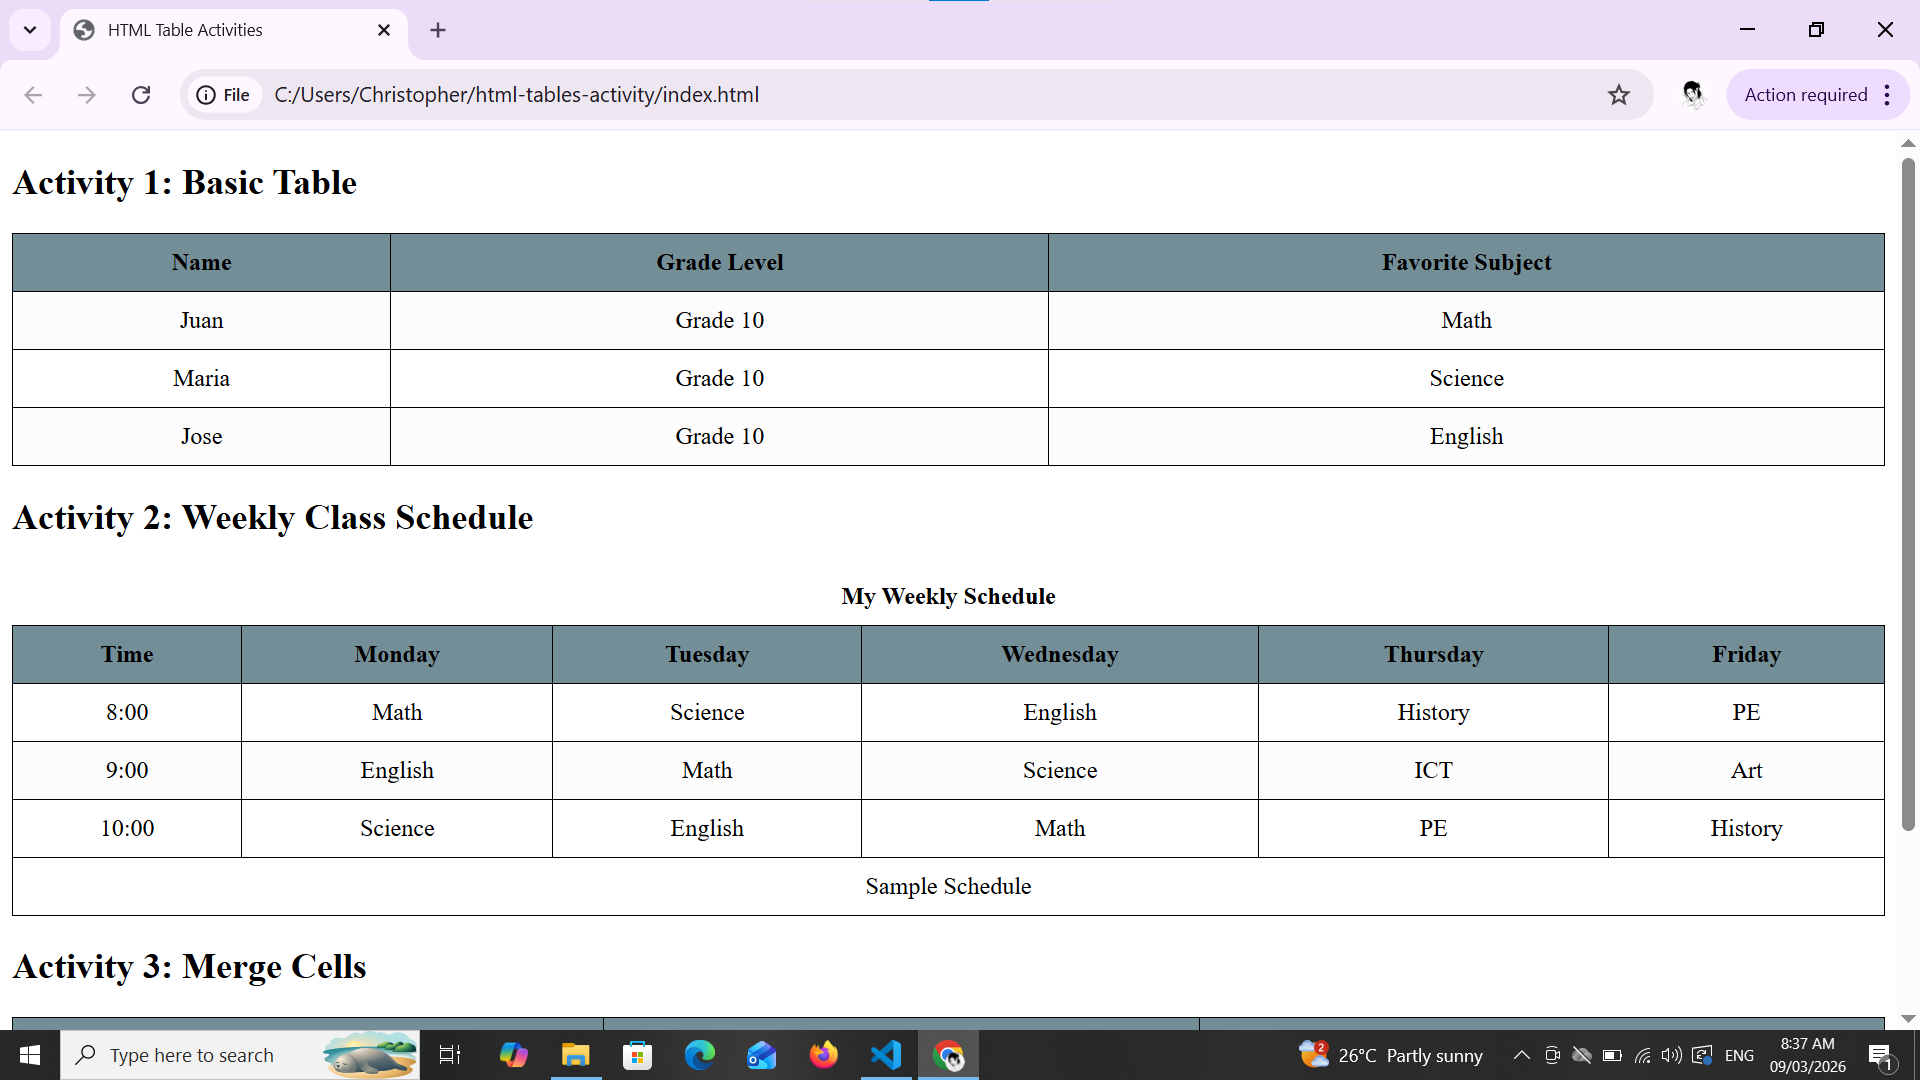 HTML Table Activities
File C:/Users/Christopher/html-tables-activity/index.html Action required
Activity 1: Basic Table
Name Grade Level Favorite Subject
Juan Grade 10 Math
Maria Grade 10 Science
Jose Grade 10 English
Activity 2: Weekly Class Schedule
My Weekly Schedule
Time Monday Tuesday Wednesday Thursday Friday
8:00 Math Science English History PE
9:00 English Math Science ICT Art
10:00 Science English Math PE History
Sample Schedule
Activity 3: Merge Cells
Type here to search 2 26°C Partly sunny ENG 8:37 AM 1
09/03/2026